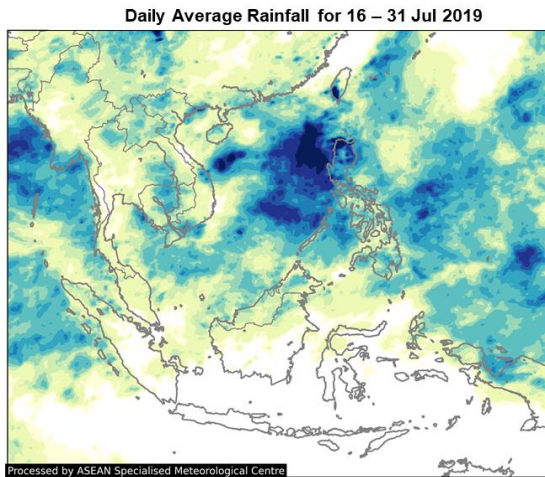 Daily Average Rainfall for 16 – 31 Jul 2019
Processed by ASEAN Specialised Meteorological Centre